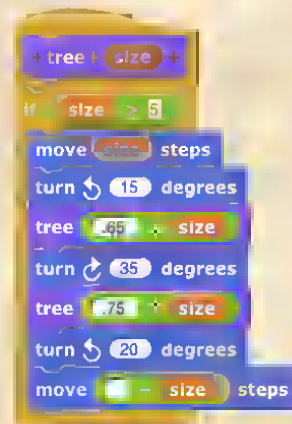 + tree + size +
if size > 5
move size steps
turn ↺ 15 degrees
tree .65 size
turn ↻ 35 degrees
tree .75 size
turn ↺ 20 degrees
move - size steps